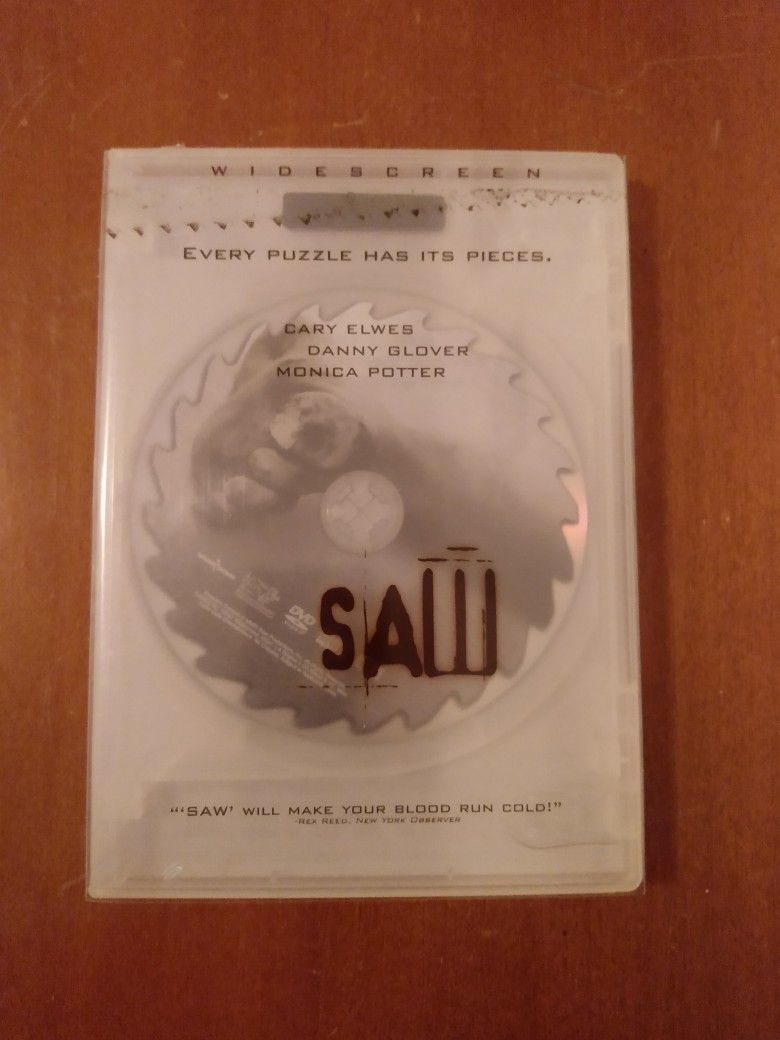 WIDESCREEN
EVERY PUZZLE HAS ITS PIECES.
CARY ELWES
DANNY GLOVER
MONICA POTTER
DVD
SAW
"'SAW' WILL MAKE YOUR BLOOD RUN COLD!"
-REX REED, NEW YORK OBSERVER